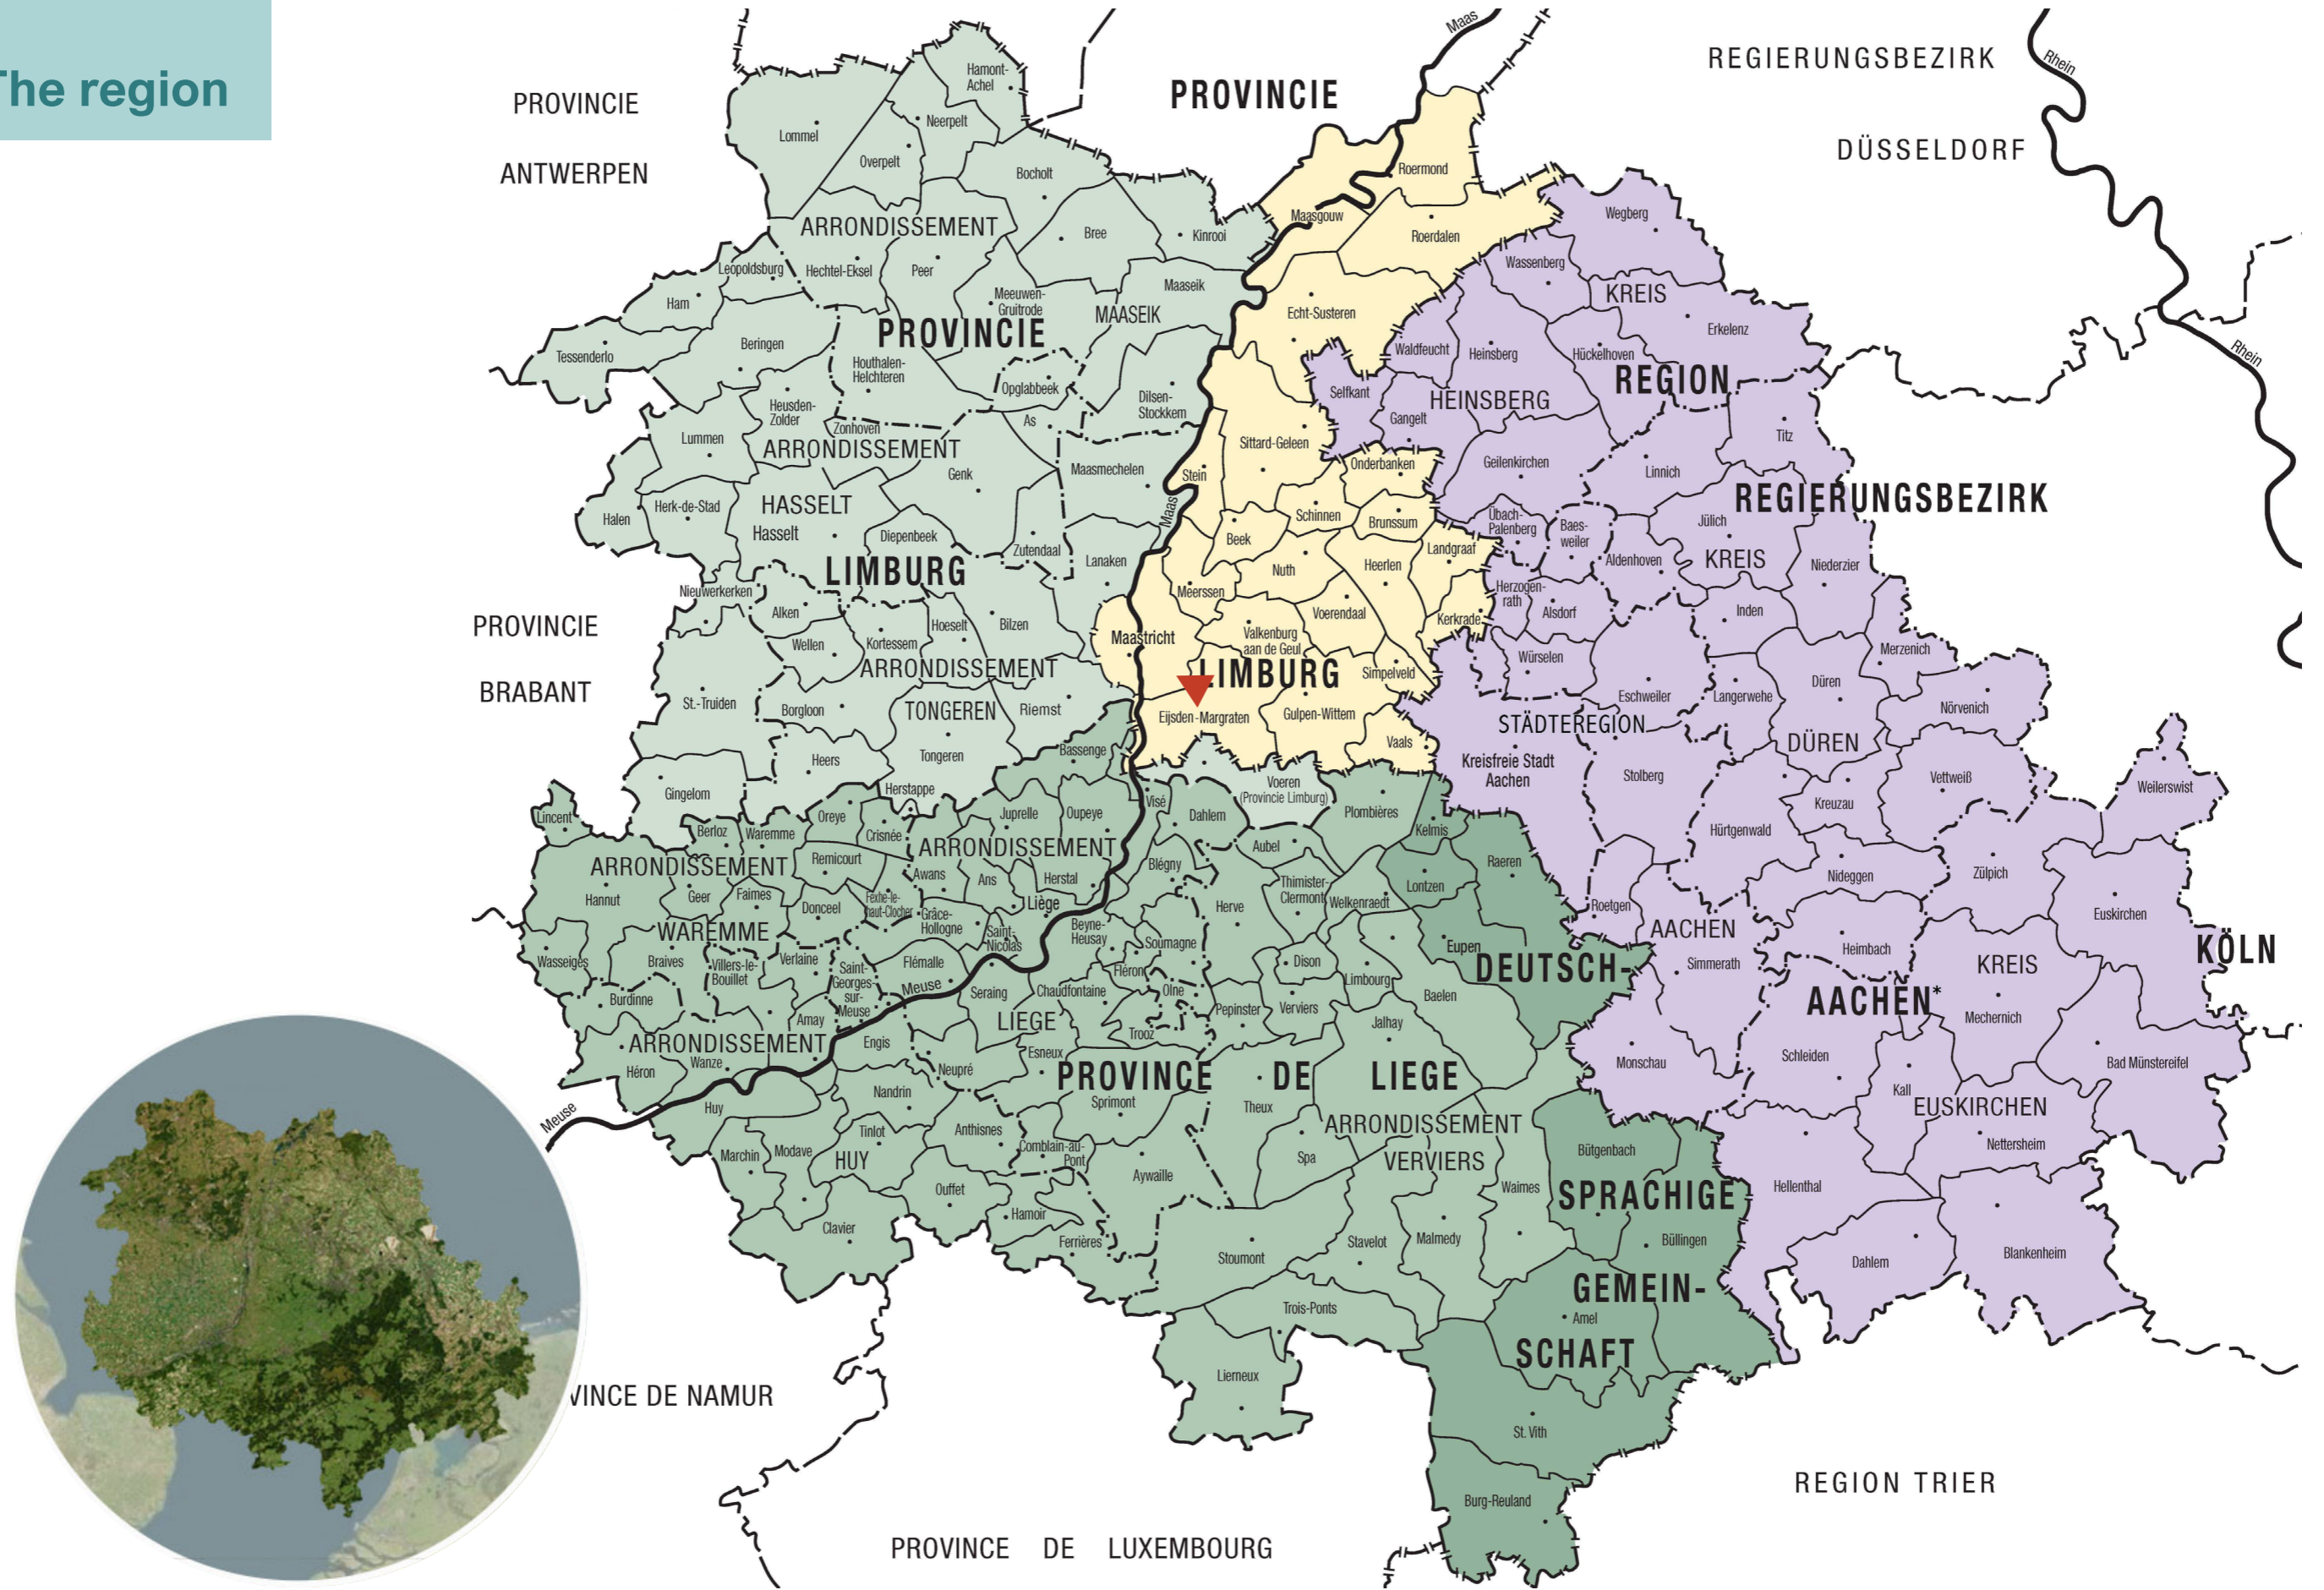 The region
PROVINCIE
ANTWERPEN
PROVINCIE
BRABANT
VINCE DE NAMUR
PROVINCE DE LUXEMBOURG
REGION TRIER
REGIERUNGSBEZIRK
DÜSSELDORF
Rhein
Rhein
Maas
Maas
Meuse
Meuse
PROVINCIE
LIMBURG
ARRONDISSEMENT
MAASEIK
Hamont-
Achel
Lommel
Neerpelt
Overpelt
Bocholt
Bree
Kinrooi
Leopoldsburg
Hechtel-Eksel
Peer
Meeuwen-
Gruitrode
Maaseik
Ham
Tessenderlo
Beringen
Houthalen-
Helchteren
Opglabbeek
Dilsen-
Stockkem
Heusden-
Zolder
Zonhoven
As
Lummen
ARRONDISSEMENT
HASSELT
Genk
Maasmechelen
Halen
Herk-de-Stad
Hasselt
Diepenbeek
Zutendaal
Lanaken
Nieuwerkerken
Alken
Wellen
Kortessem
Hoeselt
Bilzen
ARRONDISSEMENT
TONGEREN
St.-Truiden
Borgloon
Riemst
Heers
Tongeren
Gingelom
Herstappe
Voeren
(Provincie Limburg)
PROVINCIE
LIMBURG
Roermond
Maasgouw
Roerdalen
Echt-Susteren
Sittard-Geleen
Stein
Onderbanken
Schinnen
Brunssum
Beek
Nuth
Heerlen
Landgraaf
Meerssen
Voerendaal
Kerkrade
Maastricht
Valkenburg
aan de Geul
Simpelveld
Eijsden-Margraten
Gulpen-Wittem
Vaals
REGION
REGIERUNGSBEZIRK
KÖLN
AACHEN*
KREIS
HEINSBERG
Wegberg
Wassenberg
Erkelenz
Waldfeucht
Heinsberg
Hückelhoven
Selfkant
Gangelt
Geilenkirchen
Übach-
Palenberg
KREIS
DÜREN
Titz
Linnich
Jülich
Aldenhoven
Niederzier
Inden
Merzenich
Langerwehe
Düren
Nörvenich
Kreuzau
Vettweiß
Hürtgenwald
Nideggen
Heimbach
STÄDTEREGION
AACHEN
Baes-
weiler
Herzogen-
rath
Alsdorf
Würselen
Eschweiler
Kreisfreie Stadt
Aachen
Stolberg
Roetgen
Simmerath
Monschau
KREIS
EUSKIRCHEN
Weilerswist
Zülpich
Euskirchen
Mechernich
Schleiden
Kall
Bad Münstereifel
Nettersheim
Hellenthal
Dahlem
Blankenheim
PROVINCE DE LIEGE
ARRONDISSEMENT
WAREMME
Lincent
Berloz
Waremme
Oreye
Crisnée
Remicourt
Hannut
Geer
Faimes
Donceel
Fexhe-le-
haut-Clocher
Wasseiges
Braives
ARRONDISSEMENT
HUY
Villers-le-
Bouillet
Verlaine
Saint-
Georges-
sur-
Meuse
Burdinne
Amay
Engis
Wanze
Héron
Huy
Nandrin
Tinlot
Anthisnes
Modave
Marchin
Ouffet
Clavier
Hamoir
Ferrières
ARRONDISSEMENT
LIEGE
Bassenge
Visé
Dahlem
Juprelle
Oupeye
Awans
Ans
Herstal
Blégny
Liège
Grâce-
Hollogne
Saint-
Nicolas
Beyne-
Heusay
Soumagne
Flémalle
Fléron
Seraing
Chaudfontaine
Trooz
Esneux
Neupré
Sprimont
Comblain-au-
Pont
Aywaille
ARRONDISSEMENT
VERVIERS
Plombières
Aubel
Thimister-
Clermont
Welkenraedt
Herve
Dison
Limbourg
Olne
Pepinster
Verviers
Baelen
Jalhay
Theux
Spa
Waimes
Stoumont
Stavelot
Malmedy
Trois-Ponts
Lierneux
DEUTSCH-
SPRACHIGE
GEMEIN-
SCHAFT
Kelmis
Lontzen
Raeren
Eupen
Bütgenbach
Büllingen
Amel
St. Vith
Burg-Reuland